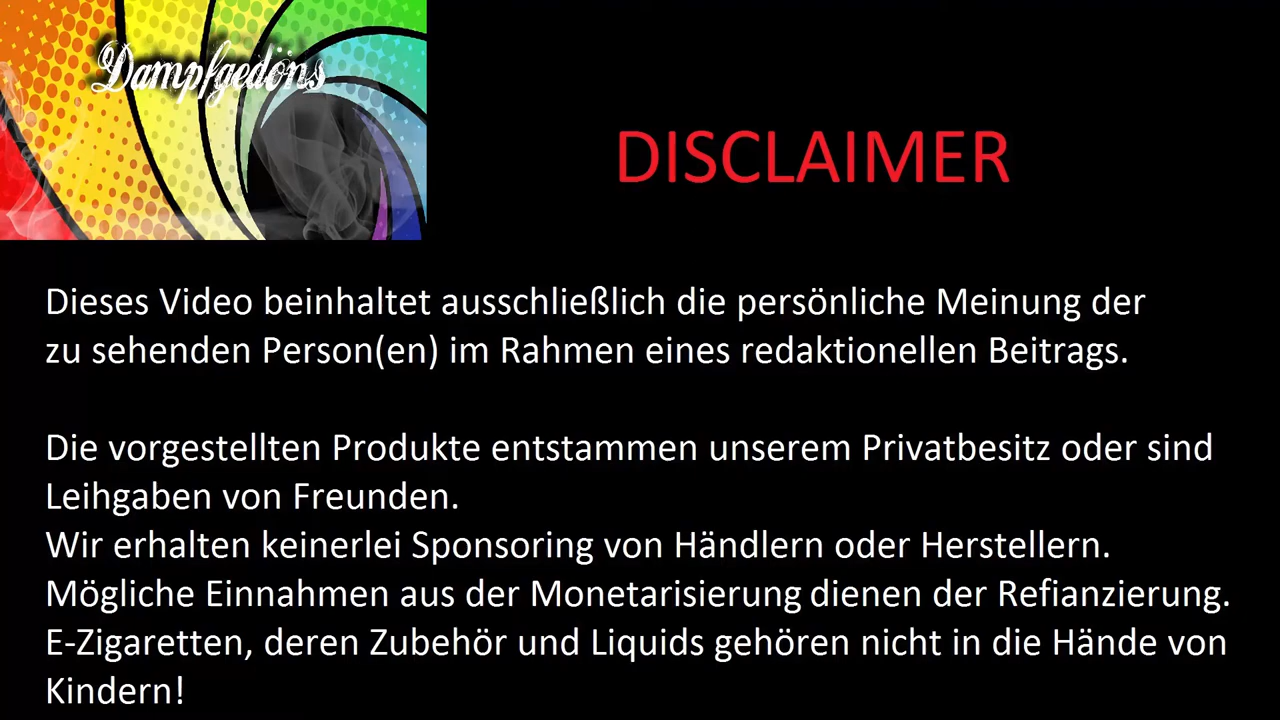 Dampfgedöns
DISCLAIMER
Dieses Video beinhaltet ausschließlich die persönliche Meinung der
zu sehenden Person(en) im Rahmen eines redaktionellen Beitrags.
Die vorgestellten Produkte entstammen unserem Privatbesitz oder sind
Leihgaben von Freunden.
Wir erhalten keinerlei Sponsoring von Händlern oder Herstellern.
Mögliche Einnahmen aus der Monetarisierung dienen der Refianzierung.
E-Zigaretten, deren Zubehör und Liquids gehören nicht in die Hände von
Kindern!